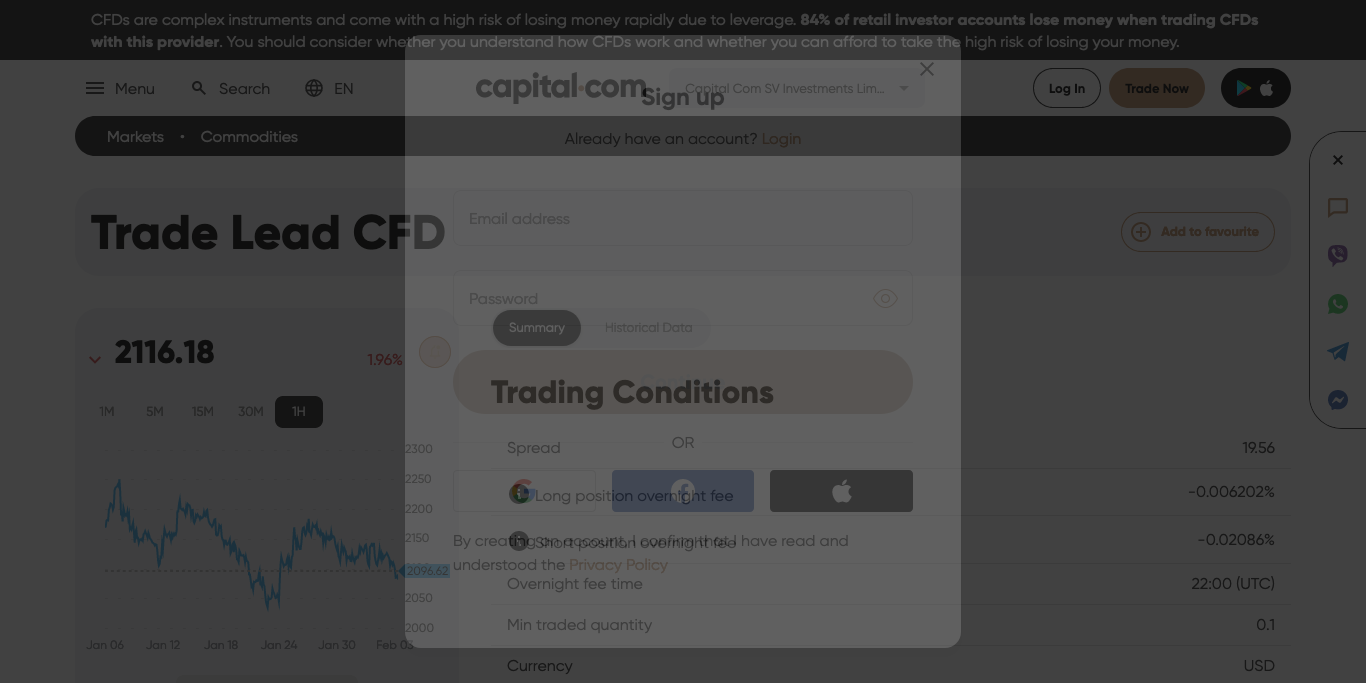 CFDs are complex instruments and come with a high risk of losing money rapidly due to leverage. 84% of retail investor accounts lose money when trading CFDs
with this provider. You should consider whether you understand how CFDs work and whether you can afford to take the high risk of losing your money.
Menu
Search
EN
capital.com
Capital Com SV Investments Lim...
Log In
Trade Now
Sign up
Markets
Commodities
Already have an account? Login
Trade Lead CFD
Email address
Add to favourite
Password
Summary
Historical Data
2116.18
1.96%
1M
5M
15M
30M
1H
Trading Conditions
OR
Spread
19.56
Long position overnight fee
-0.006202%
Short position overnight fee
-0.02086%
By creating an account, I confirm that I have read and
understood the Privacy Policy
Overnight fee time
22:00 (UTC)
Min traded quantity
0.1
Currency
USD
2300
2250
2200
2150
2096.62
2050
2000
Jan 06
Jan 12
Jan 18
Jan 24
Jan 30
Feb 03